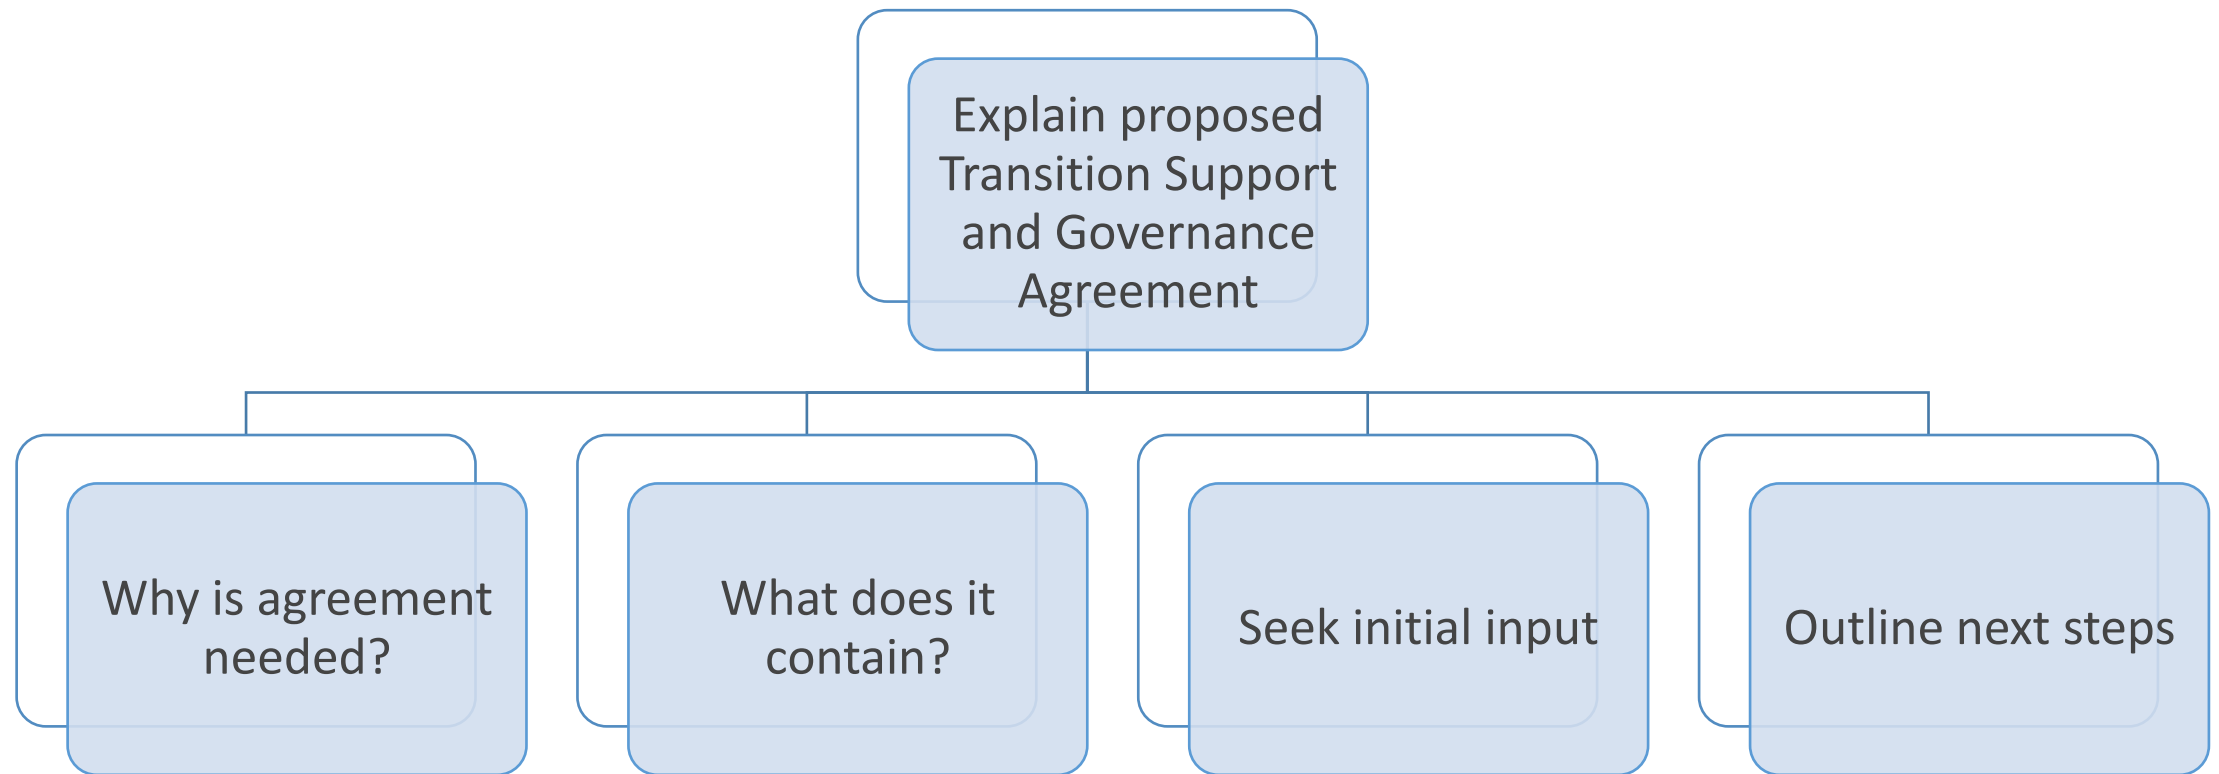 Explain proposed
Transition Support
and Governance
Agreement
Why is agreement
needed?
What does it
contain?
Seek initial input
Outline next steps